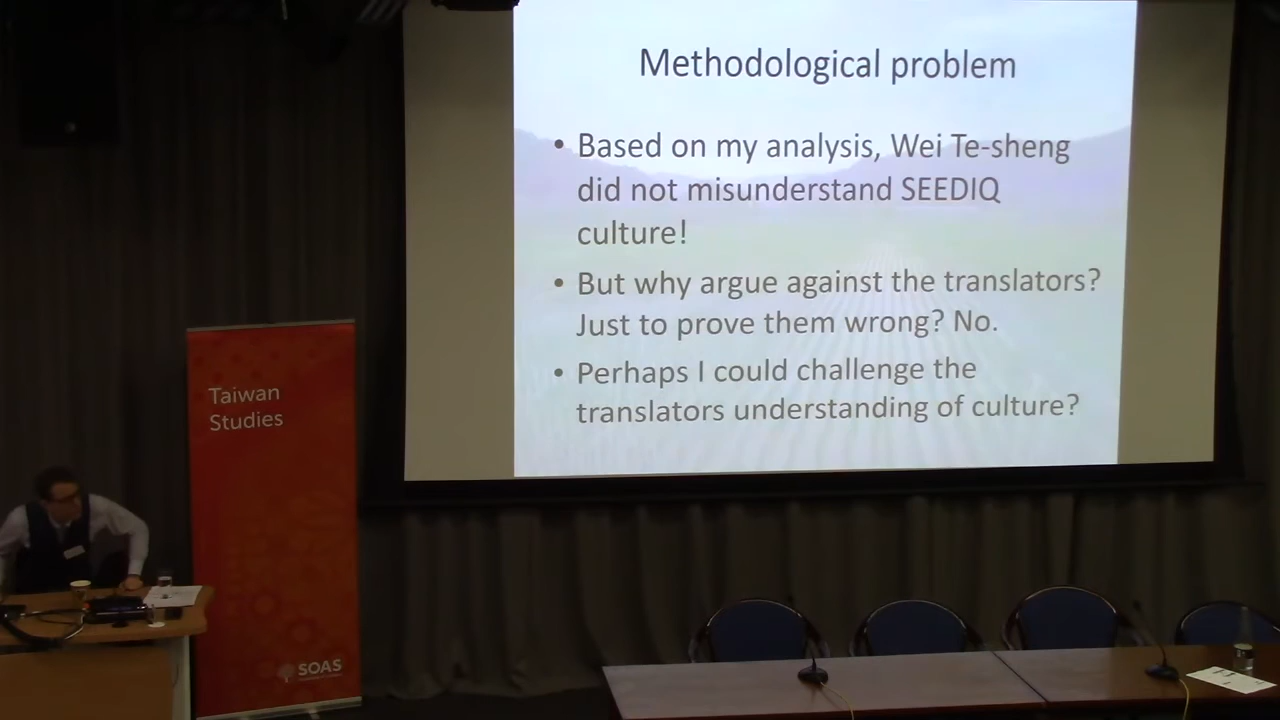 Methodological problem
• Based on my analysis, Wei Te-sheng
did not misunderstand SEEDIQ
culture!
• But why argue against the translators?
Just to prove them wrong? No.
• Perhaps I could challenge the
translators understanding of culture?
Taiwan
Studies
SOAS